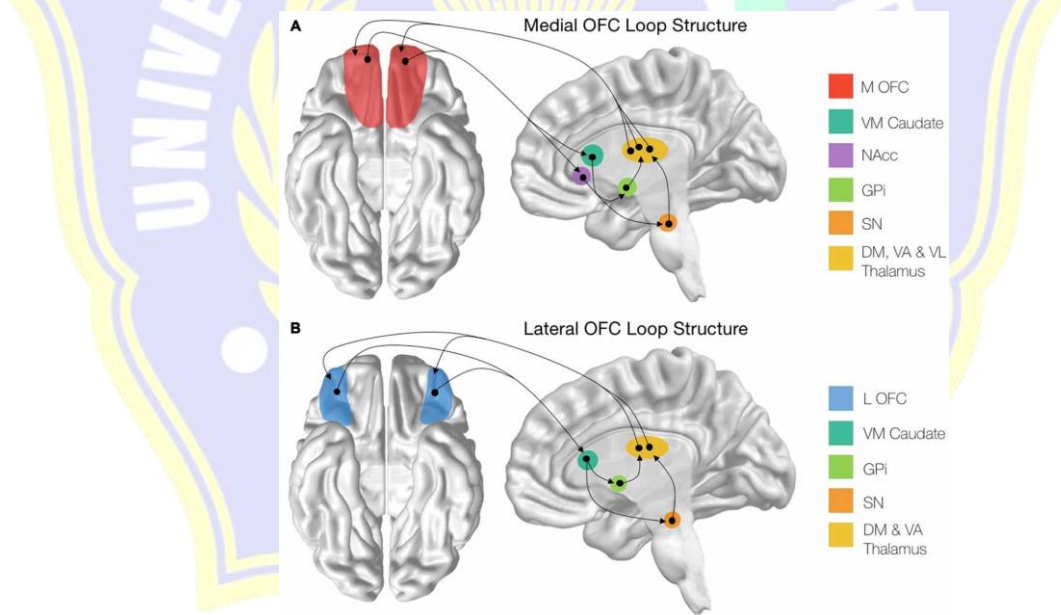 A
Medial OFC Loop Structure
M OFC
VM Caudate
NAcc
GPi
SN
DM, VA & VL
Thalamus
B
Lateral OFC Loop Structure
L OFC
VM Caudate
GPi
SN
DM & VA
Thalamus